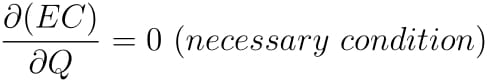 ∂(EC)/∂Q = 0 (necessary condition)